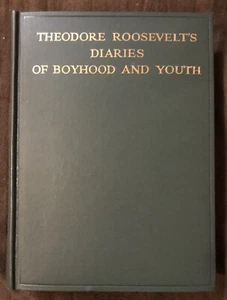 THEODORE ROOSEVELT'S
DIARIES
OF BOYHOOD AND YOUTH